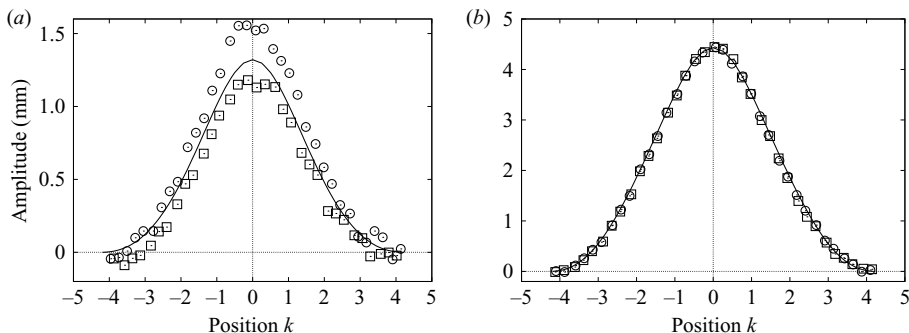 (a)
1.5
1.0
0.5
0
Amplitude (mm)
−5 −4 −3 −2 −1 0 1 2 3 4 5
Position k
(b)
5
4
3
2
1
0
−5 −4 −3 −2 −1 0 1 2 3 4 5
Position k